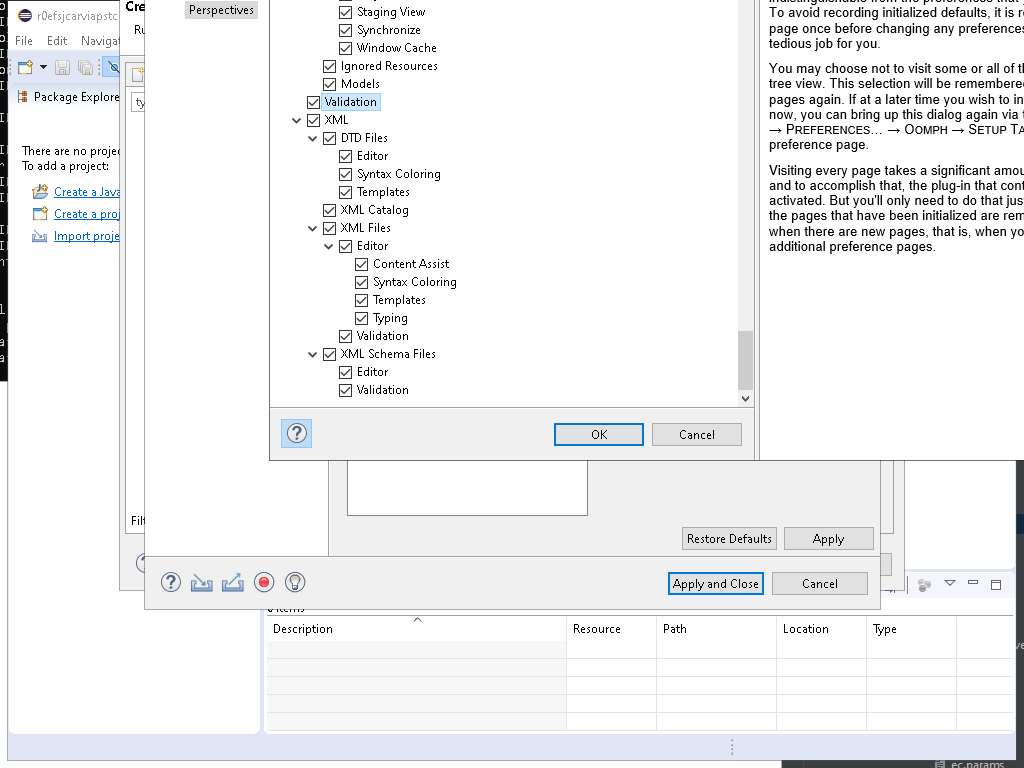 r0efsjcarviapstc
File Edit Navigat
Package Explore
There are no projec
To add a project:
Create a Java
Create a proj
Import proje
Cre
Ru
ty
Filt
Perspectives
Staging View
Synchronize
Window Cache
Ignored Resources
Models
Validation
XML
DTD Files
Editor
Syntax Coloring
Templates
XML Catalog
XML Files
Editor
Content Assist
Syntax Coloring
Templates
Typing
Validation
XML Schema Files
Editor
Validation
OK Cancel
To avoid recording initialized defaults, it is r
page once before changing any preferences
tedious job for you.
You may choose not to visit some or all of th
tree view. This selection will be remembered
pages again. If at a later time you wish to in
now, you can bring up this dialog again via t
→ PREFERENCES... → OOMPH → SETUP TA
preference page.
Visiting every page takes a significant amou
and to accomplish that, the plug-in that cont
activated. But you'll only need to do that jus
the pages that have been initialized are rem
when there are new pages, that is, when yo
additional preference pages.
Restore Defaults Apply
Apply and Close Cancel
Description Resource Path Location Type
ec.params